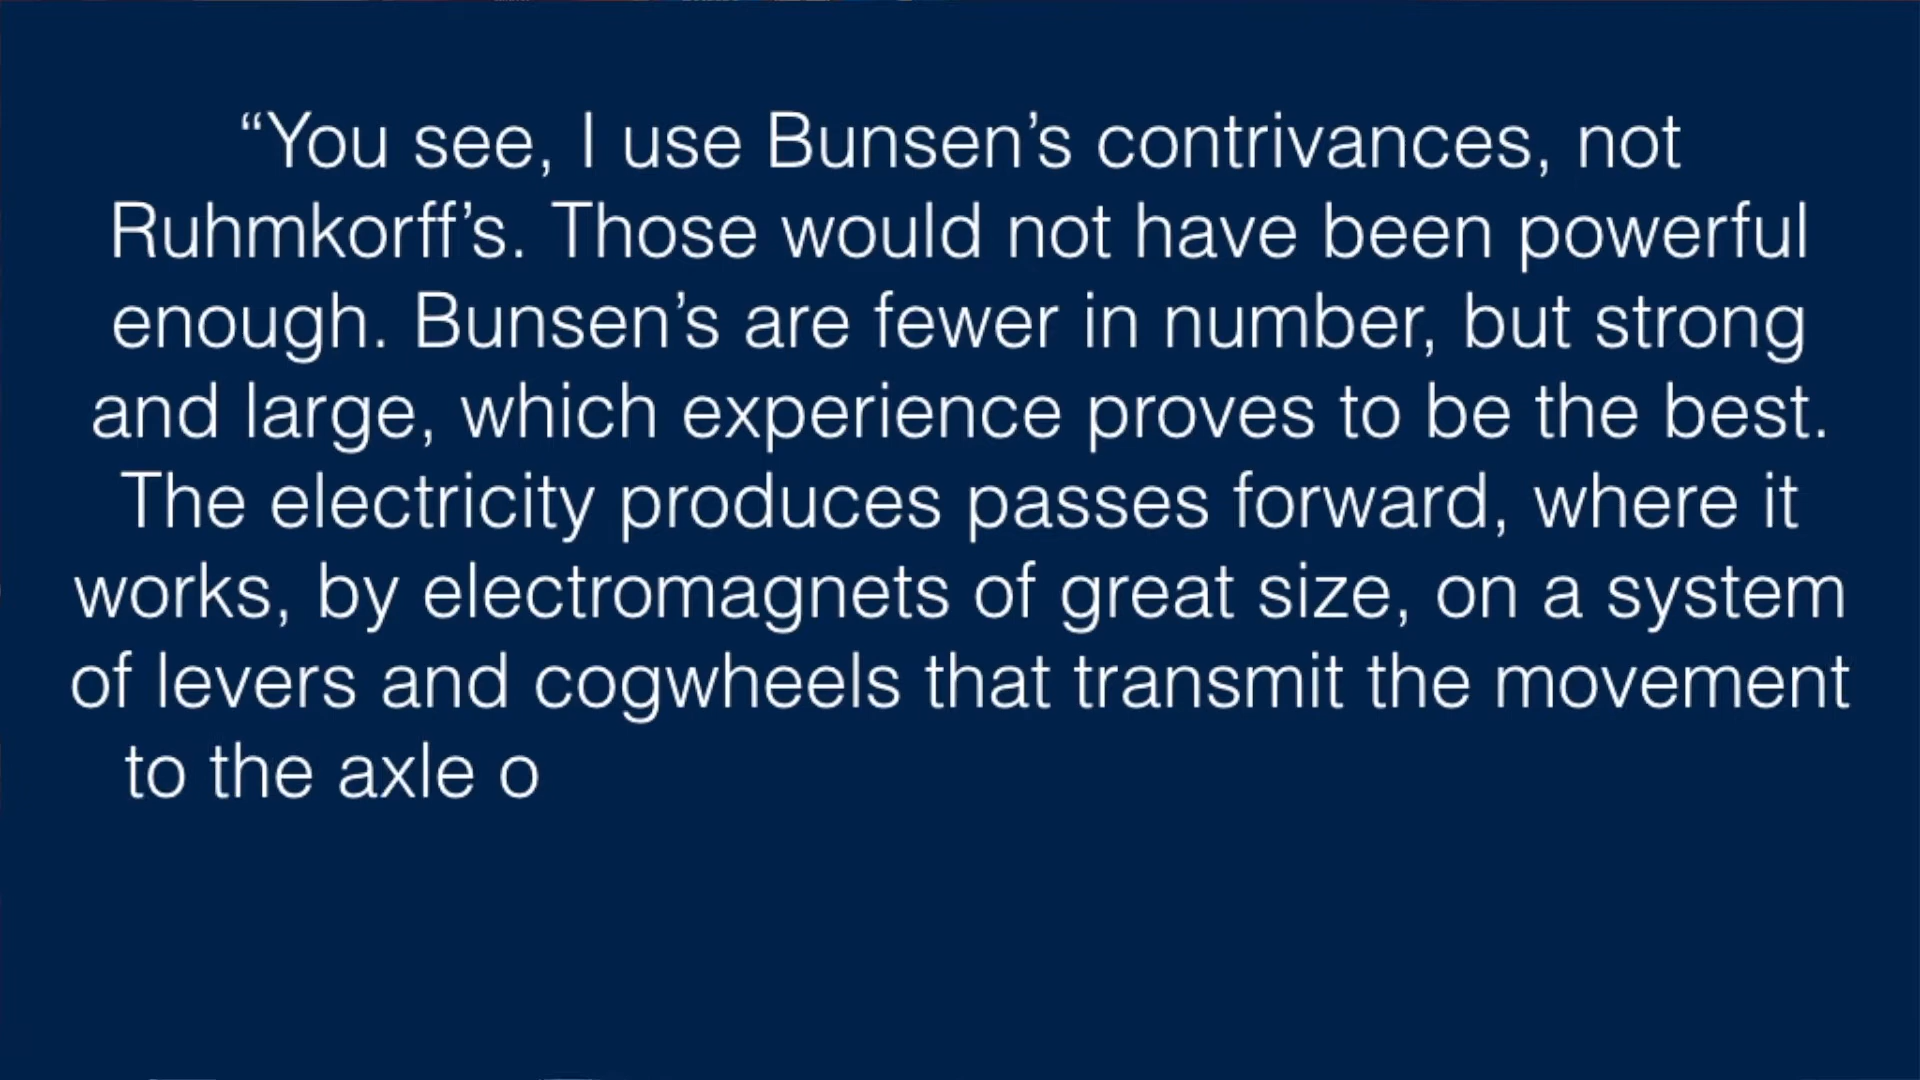 “You see, I use Bunsen’s contrivances, not
Ruhmkorff’s. Those would not have been powerful
enough. Bunsen’s are fewer in number, but strong
and large, which experience proves to be the best.
The electricity produces passes forward, where it
works, by electromagnets of great size, on a system
of levers and cogwheels that transmit the movement
to the axle o